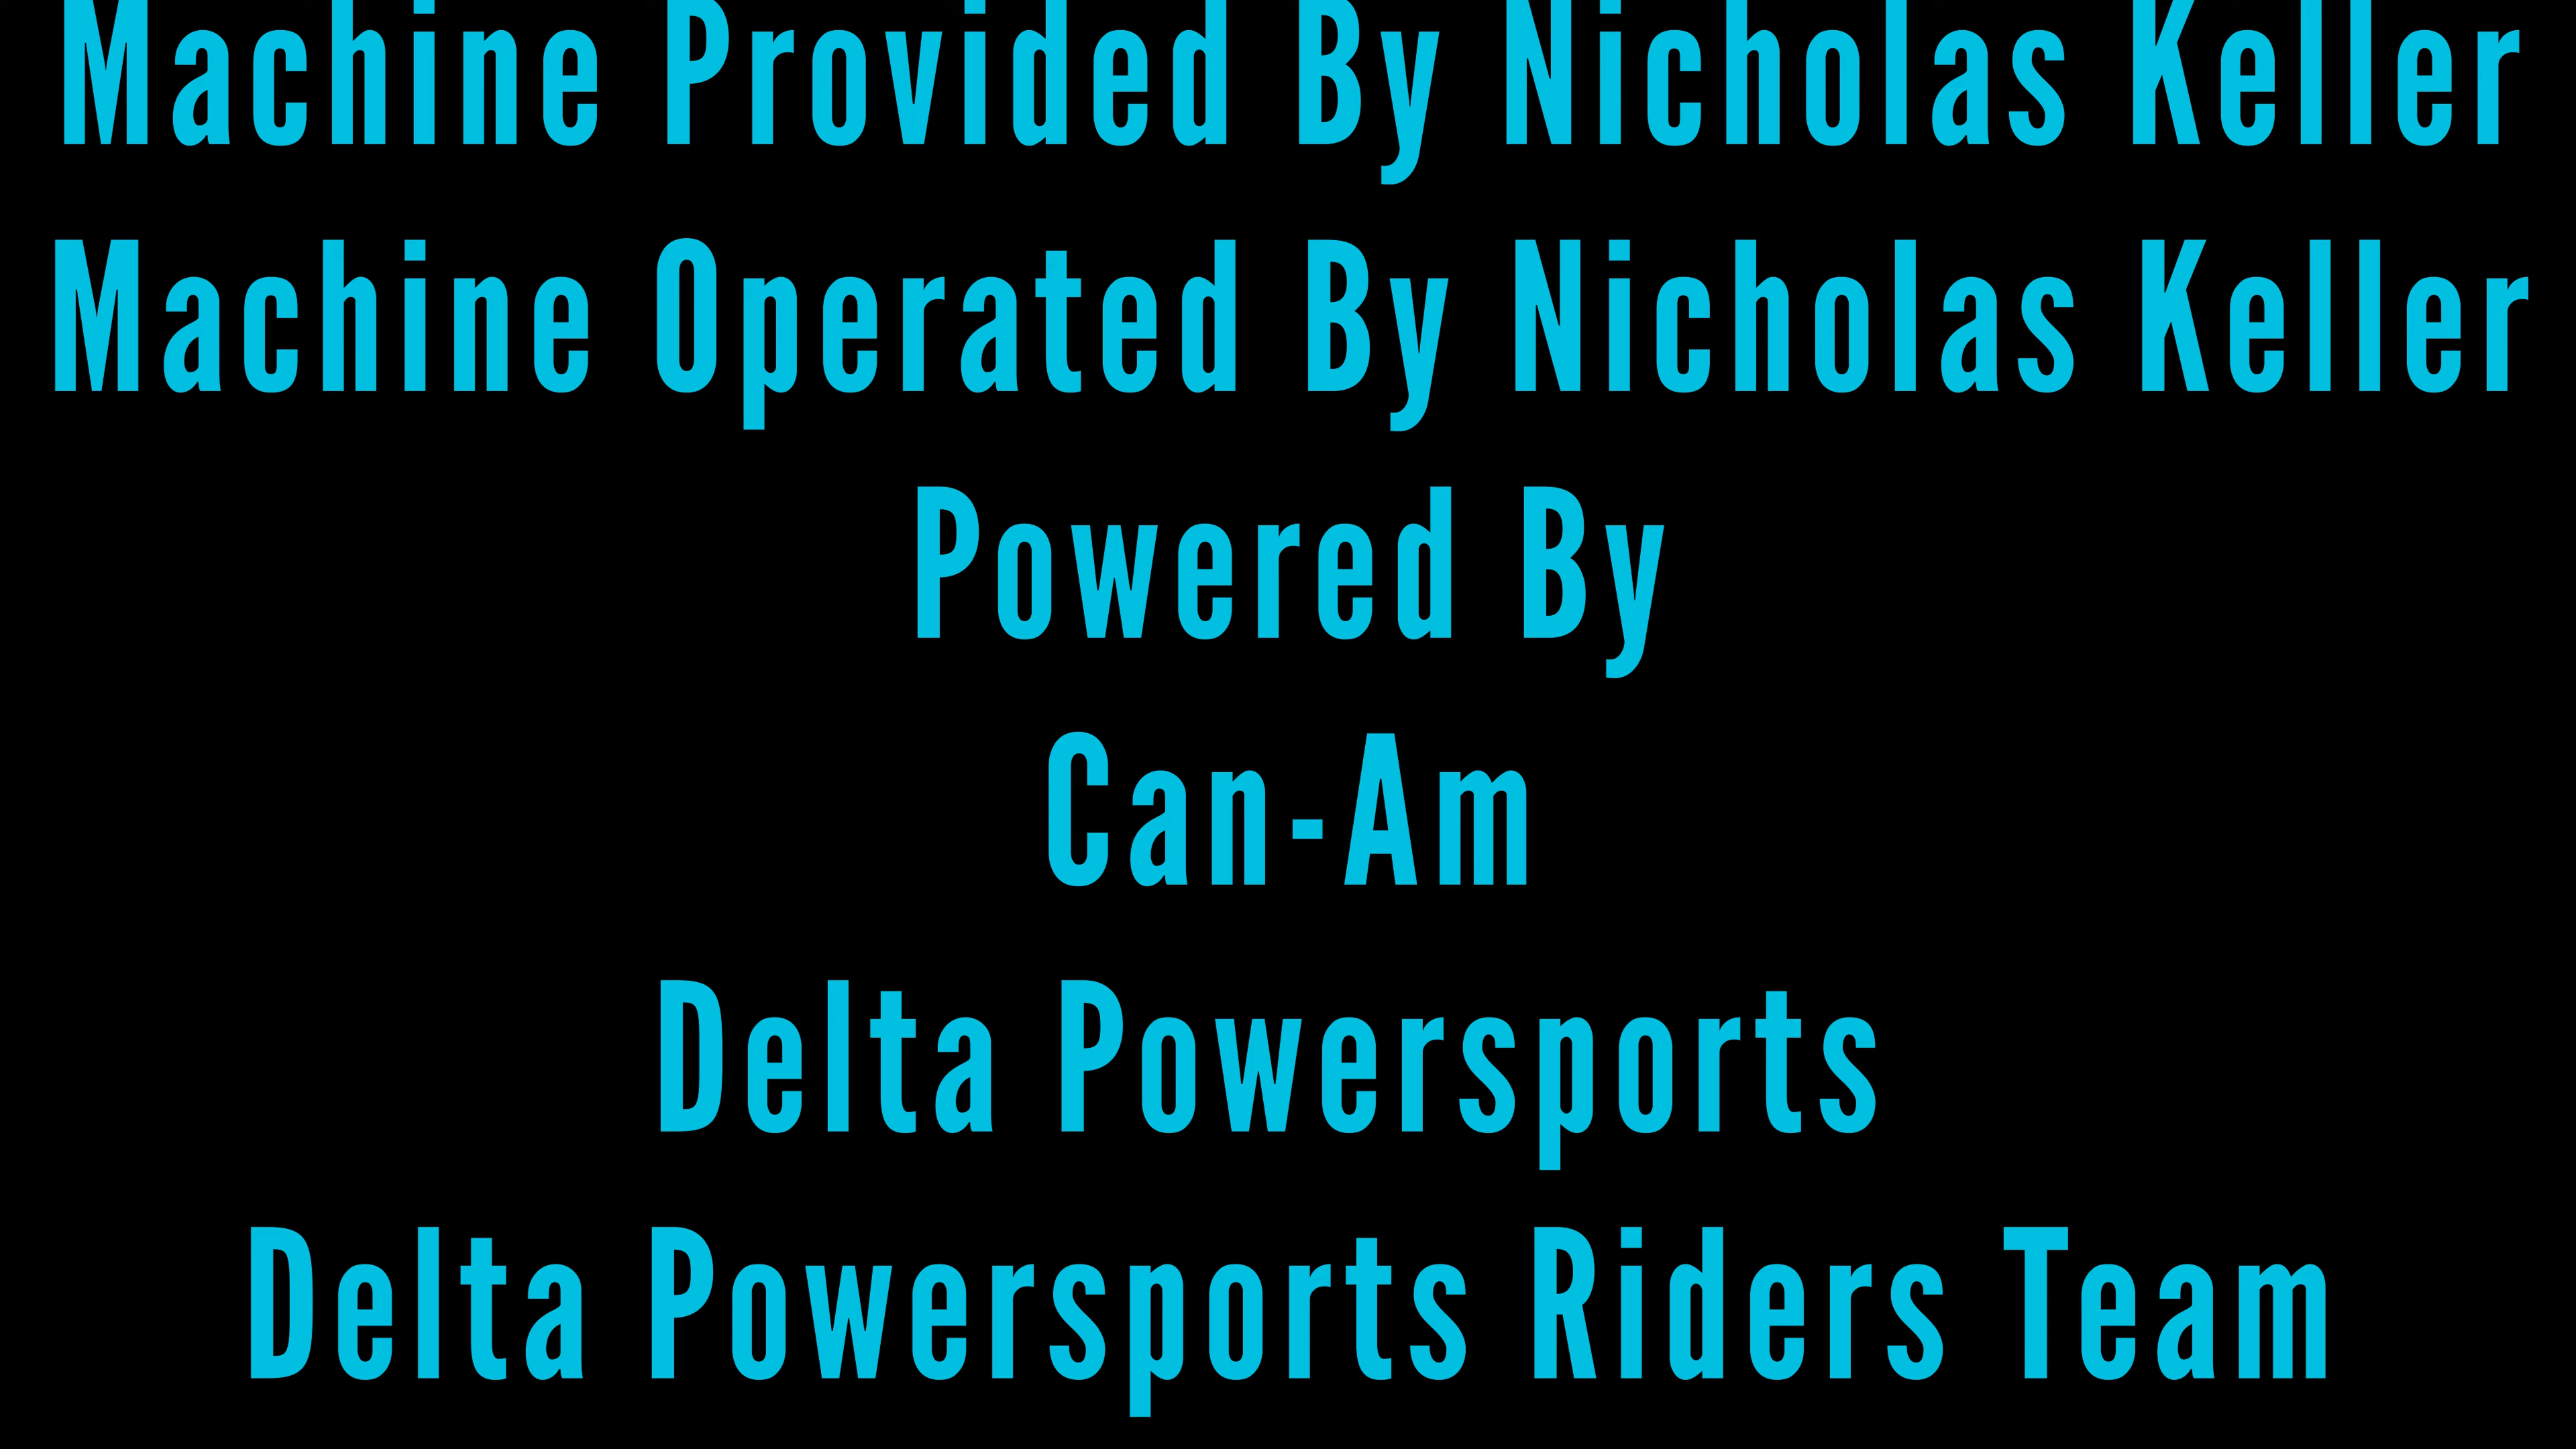 Machine Provided By Nicholas Keller
Machine Operated By Nicholas Keller
Powered By
Can-Am
Delta Powersports
Delta Powersports Riders Team